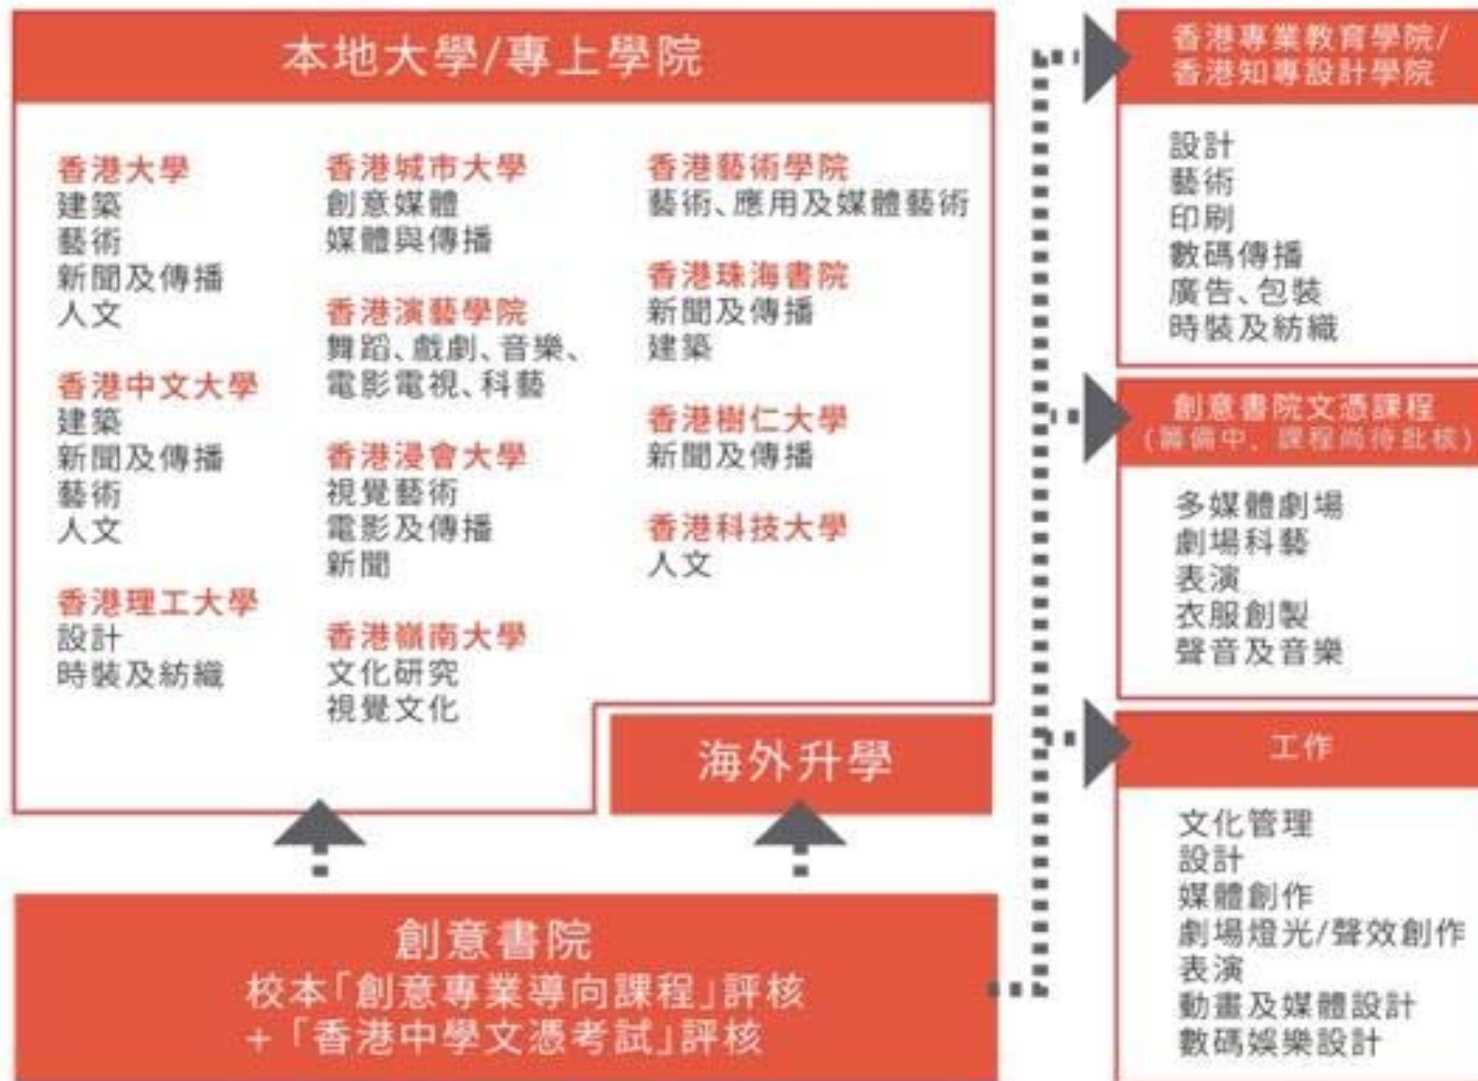 本地大學/專上學院
香港大學
建築
藝術
新聞及傳播
人文
香港中文大學
建築
新聞及傳播
藝術
人文
香港理工大學
設計
時裝及紡織
香港城市大學
創意媒體
媒體與傳播
香港演藝學院
舞蹈、戲劇、音樂、
電影電視、科藝
香港浸會大學
視覺藝術
電影及傳播
新聞
香港嶺南大學
文化研究
視覺文化
香港藝術學院
藝術、應用及媒體藝術
香港珠海書院
新聞及傳播
建築
香港樹仁大學
新聞及傳播
香港科技大學
人文
海外升學
創意書院
校本「創意專業導向課程」評核
+「香港中學文憑考試」評核
香港專業教育學院/
香港知專設計學院
設計
藝術
印刷
數碼傳播
廣告、包裝
時裝及紡織
創意書院文憑課程
(籌備中、課程尚待批核)
多媒體劇場
劇場科藝
表演
衣服創製
聲音及音樂
工作
文化管理
設計
媒體創作
劇場燈光/聲效創作
表演
動畫及媒體設計
數碼娛樂設計